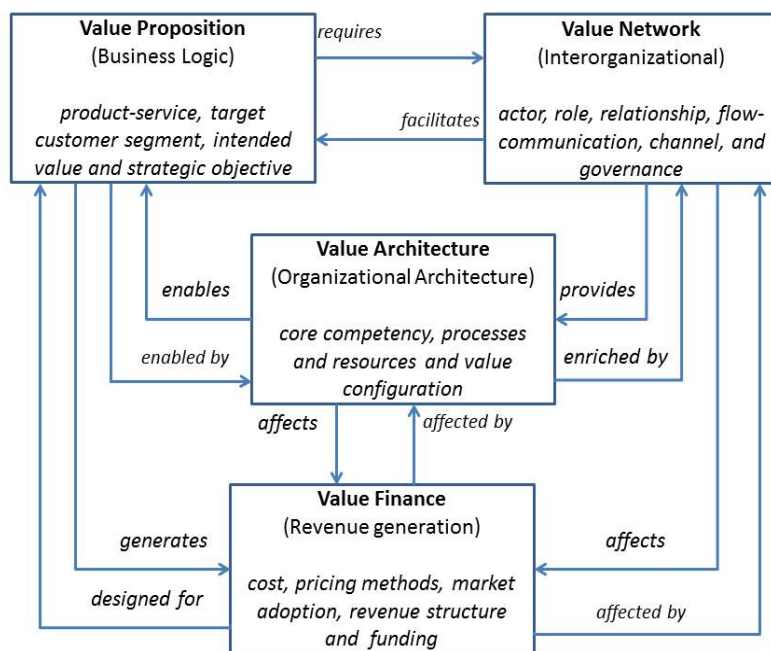 Value Proposition
(Business Logic)
product-service, target
customer segment, intended
value and strategic objective
requires
facilitates
Value Network
(Interorganizational)
actor, role, relationship, flow-
communication, channel, and
governance
Value Architecture
(Organizational Architecture)
core competency, processes
and resources and value
configuration
enables
enabled by
provides
enriched by
affects
affected by
Value Finance
(Revenue generation)
cost, pricing methods, market
adoption, revenue structure
and funding
generates
designed for
affects
affected by